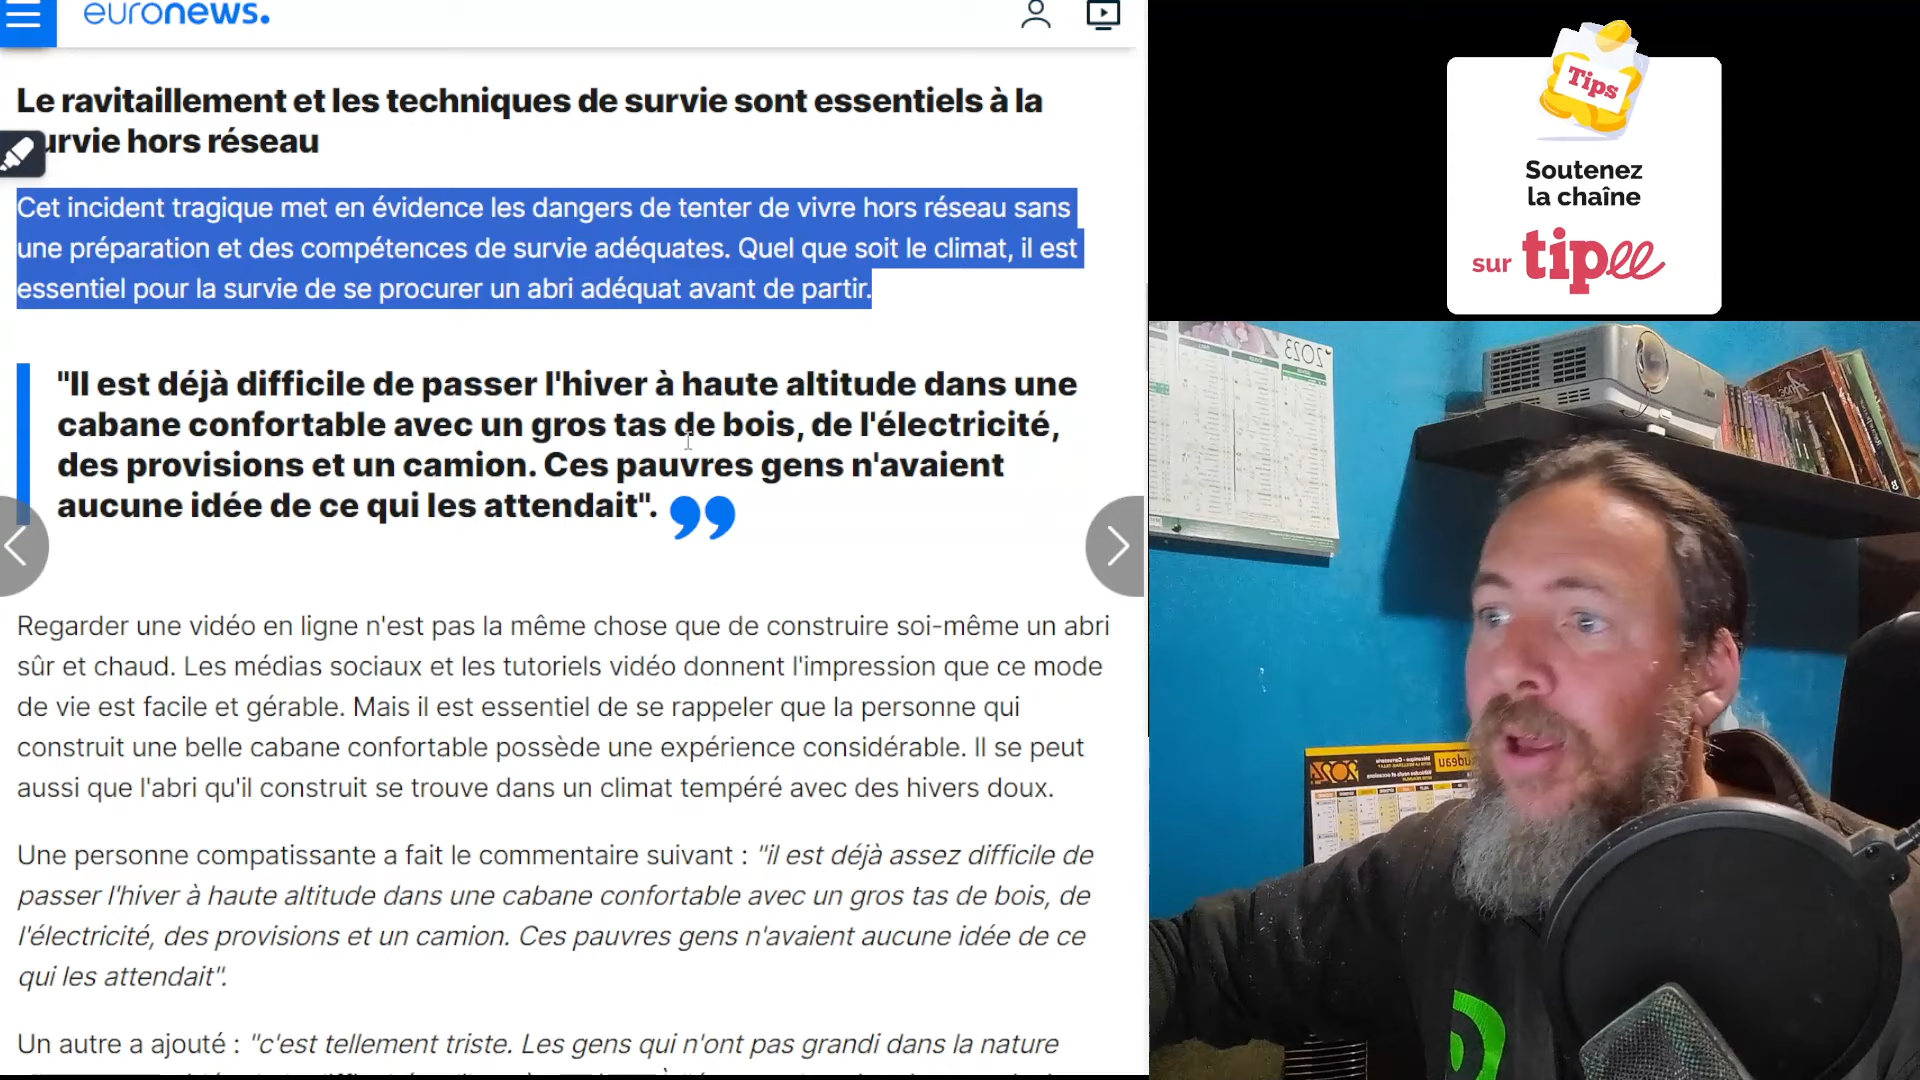 euronews.
Le ravitaillement et les techniques de survie sont essentiels à la
urvie hors réseau
Cet incident tragique met en évidence les dangers de tenter de vivre hors réseau sans
une préparation et des compétences de survie adéquates. Quel que soit le climat, il est
essentiel pour la survie de se procurer un abri adéquat avant de partir.
"Il est déjà difficile de passer l'hiver à haute altitude dans une
cabane confortable avec un gros tas de bois, de l'électricité,
des provisions et un camion. Ces pauvres gens n'avaient
aucune idée de ce qui les attendait".
Regarder une vidéo en ligne n'est pas la même chose que de construire soi-même un abri
sûr et chaud. Les médias sociaux et les tutoriels vidéo donnent l'impression que ce mode
de vie est facile et gérable. Mais il est essentiel de se rappeler que la personne qui
construit une belle cabane confortable possède une expérience considérable. Il se peut
aussi que l'abri qu'il construit se trouve dans un climat tempéré avec des hivers doux.
Une personne compatissante a fait le commentaire suivant : "il est déjà assez difficile de
passer l'hiver à haute altitude dans une cabane confortable avec un gros tas de bois, de
l'électricité, des provisions et un camion. Ces pauvres gens n'avaient aucune idée de ce
qui les attendait".
Un autre a ajouté : "c'est tellement triste. Les gens qui n'ont pas grandi dans la nature
Tips
Soutenez
la chaîne
sur tipeee
2023
2022